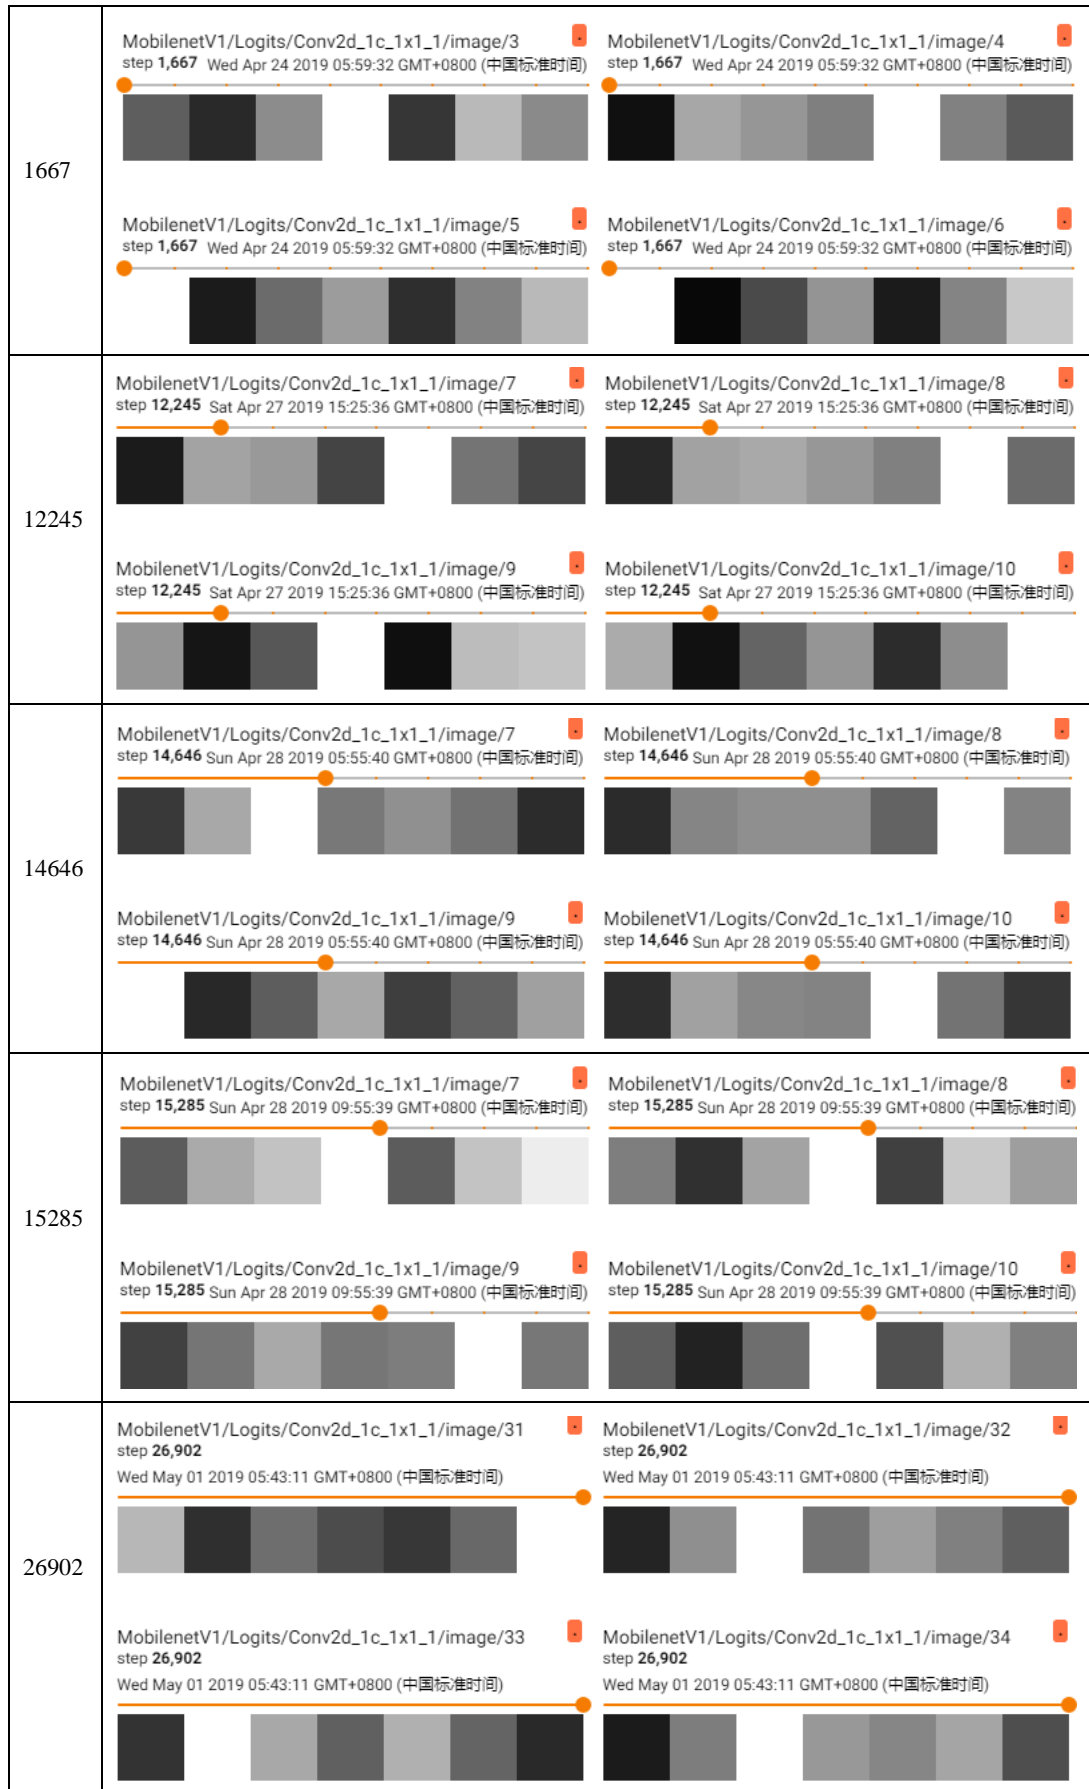 1667
MobilenetV1/Logits/Conv2d_1c_1x1_1/image/3
step 1,667 Wed Apr 24 2019 05:59:32 GMT+0800 (中国标准时间)
MobilenetV1/Logits/Conv2d_1c_1x1_1/image/4
step 1,667 Wed Apr 24 2019 05:59:32 GMT+0800 (中国标准时间)
MobilenetV1/Logits/Conv2d_1c_1x1_1/image/5
step 1,667 Wed Apr 24 2019 05:59:32 GMT+0800 (中国标准时间)
MobilenetV1/Logits/Conv2d_1c_1x1_1/image/6
step 1,667 Wed Apr 24 2019 05:59:32 GMT+0800 (中国标准时间)
12245
MobilenetV1/Logits/Conv2d_1c_1x1_1/image/7
step 12,245 Sat Apr 27 2019 15:25:36 GMT+0800 (中国标准时间)
MobilenetV1/Logits/Conv2d_1c_1x1_1/image/8
step 12,245 Sat Apr 27 2019 15:25:36 GMT+0800 (中国标准时间)
MobilenetV1/Logits/Conv2d_1c_1x1_1/image/9
step 12,245 Sat Apr 27 2019 15:25:36 GMT+0800 (中国标准时间)
MobilenetV1/Logits/Conv2d_1c_1x1_1/image/10
step 12,245 Sat Apr 27 2019 15:25:36 GMT+0800 (中国标准时间)
14646
MobilenetV1/Logits/Conv2d_1c_1x1_1/image/7
step 14,646 Sun Apr 28 2019 05:55:40 GMT+0800 (中国标准时间)
MobilenetV1/Logits/Conv2d_1c_1x1_1/image/8
step 14,646 Sun Apr 28 2019 05:55:40 GMT+0800 (中国标准时间)
MobilenetV1/Logits/Conv2d_1c_1x1_1/image/9
step 14,646 Sun Apr 28 2019 05:55:40 GMT+0800 (中国标准时间)
MobilenetV1/Logits/Conv2d_1c_1x1_1/image/10
step 14,646 Sun Apr 28 2019 05:55:40 GMT+0800 (中国标准时间)
15285
MobilenetV1/Logits/Conv2d_1c_1x1_1/image/7
step 15,285 Sun Apr 28 2019 09:55:39 GMT+0800 (中国标准时间)
MobilenetV1/Logits/Conv2d_1c_1x1_1/image/8
step 15,285 Sun Apr 28 2019 09:55:39 GMT+0800 (中国标准时间)
MobilenetV1/Logits/Conv2d_1c_1x1_1/image/9
step 15,285 Sun Apr 28 2019 09:55:39 GMT+0800 (中国标准时间)
MobilenetV1/Logits/Conv2d_1c_1x1_1/image/10
step 15,285 Sun Apr 28 2019 09:55:39 GMT+0800 (中国标准时间)
26902
MobilenetV1/Logits/Conv2d_1c_1x1_1/image/31
step 26,902
Wed May 01 2019 05:43:11 GMT+0800 (中国标准时间)
MobilenetV1/Logits/Conv2d_1c_1x1_1/image/32
step 26,902
Wed May 01 2019 05:43:11 GMT+0800 (中国标准时间)
MobilenetV1/Logits/Conv2d_1c_1x1_1/image/33
step 26,902
Wed May 01 2019 05:43:11 GMT+0800 (中国标准时间)
MobilenetV1/Logits/Conv2d_1c_1x1_1/image/34
step 26,902
Wed May 01 2019 05:43:11 GMT+0800 (中国标准时间)